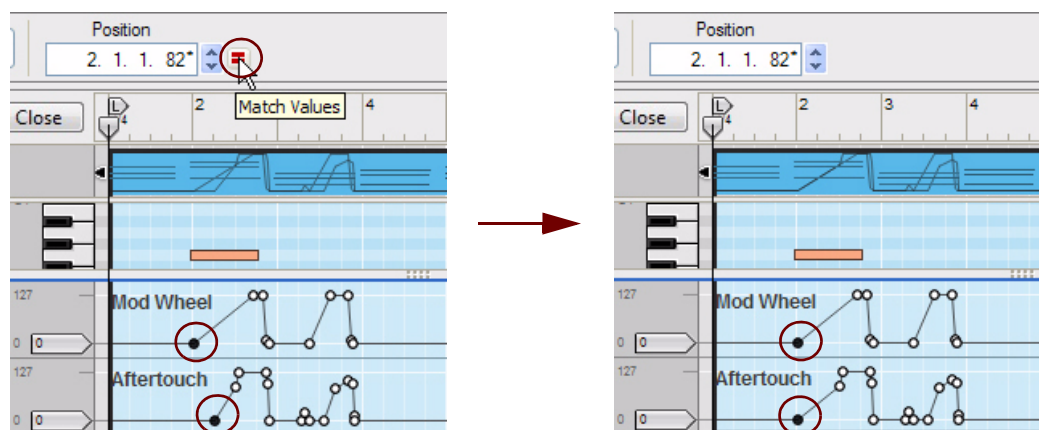 Position
2. 1. 1. 82*
Match Values
Close
L
4
2
4
127
Mod Wheel
0
0
127
Aftertouch
0
0
Position
2. 1. 1. 82*
Close
L
4
2
3
4
127
Mod Wheel
0
0
127
Aftertouch
0
0